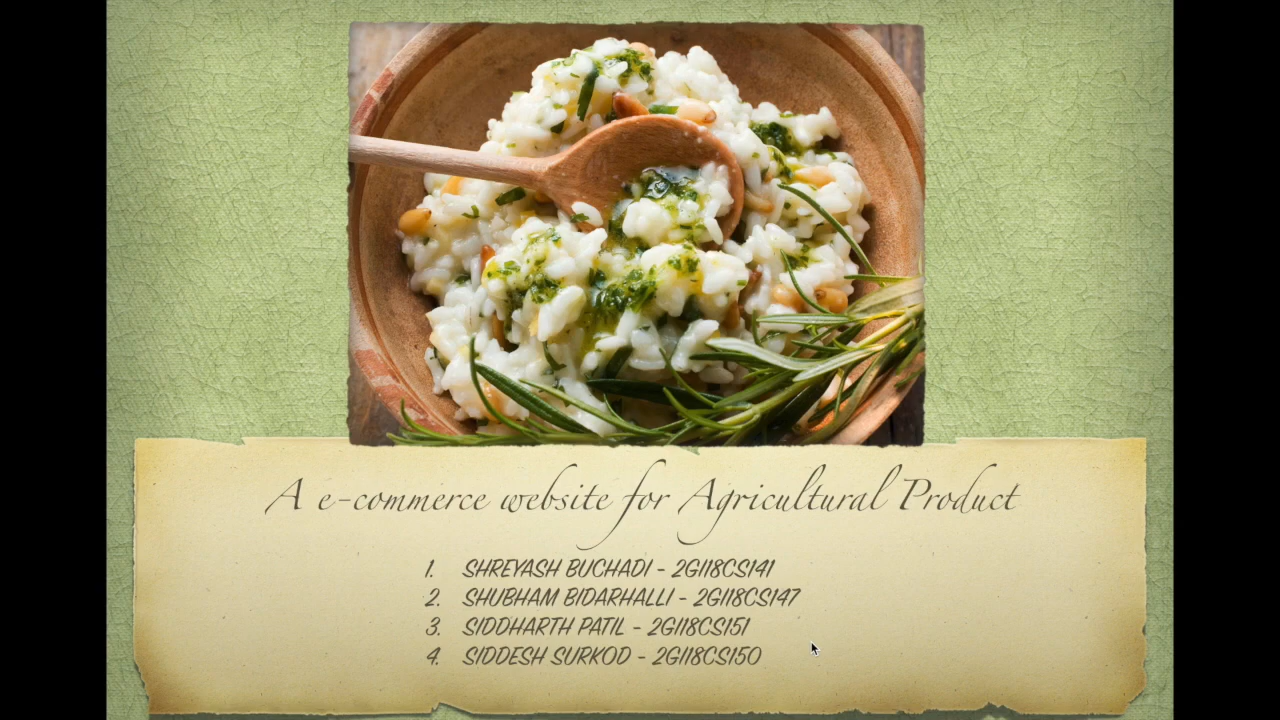 A e-commerce website for Agricultural Product
1. SHREYASH BUCHADI - 2GI18CS141
2. SHUBHAM BIDARHALLI - 2GI18CS147
3. SIDDHARTH PATIL - 2GI18CS151
4. SIDDESH SURKOD - 2GI18CS150